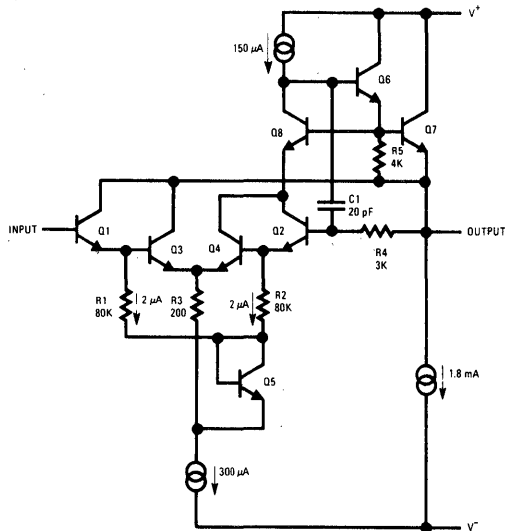 V+
150 μA
Q6
Q8
Q7
R5
4K
C1
20 pF
INPUT
Q1
Q3
Q4
Q2
R4
3K
OUTPUT
R1
80K
2 μA
R3
200
2 μA
R2
80K
Q5
1.8 mA
300 μA
V-